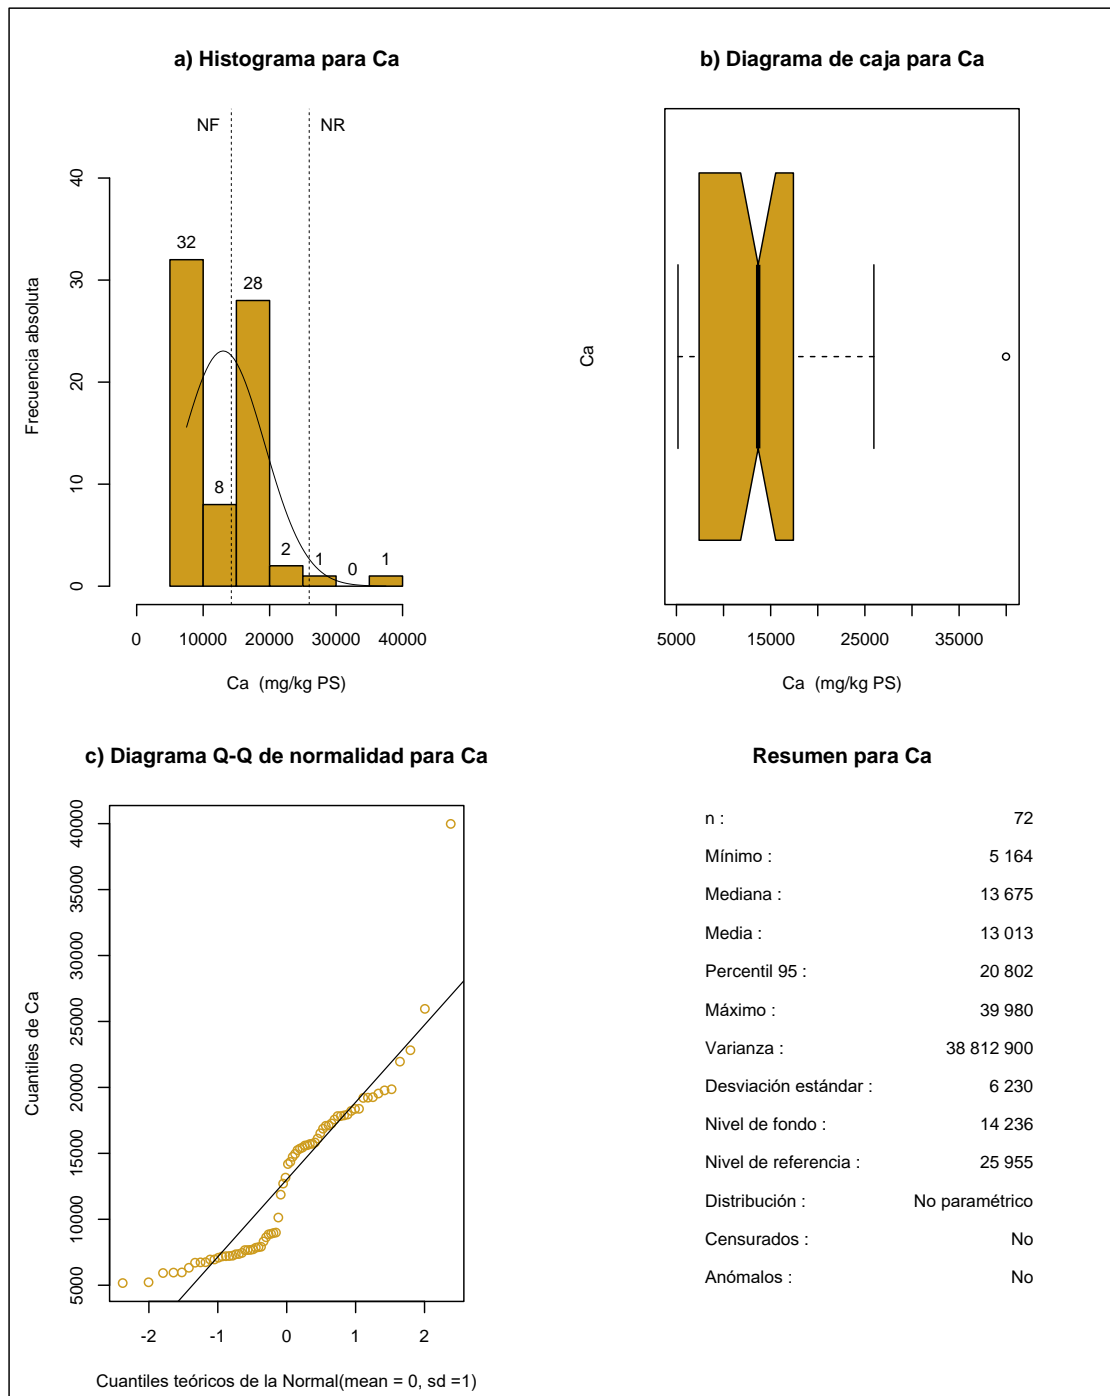 a) Histograma para Ca
NF
NR
Frecuencia absoluta
40
30
20
10
0
32
8
28
2
1
0
1
0
10000
20000
30000
40000
Ca (mg/kg PS)
b) Diagrama de caja para Ca
Ca
5000
15000
25000
35000
Ca (mg/kg PS)
c) Diagrama Q-Q de normalidad para Ca
Cuantiles de Ca
40000
35000
30000
25000
20000
15000
10000
5000
-2
-1
0
1
2
Cuantiles teóricos de la Normal(mean = 0, sd =1)
Resumen para Ca
n : 72
Mínimo : 5 164
Mediana : 13 675
Media : 13 013
Percentil 95 : 20 802
Máximo : 39 980
Varianza : 38 812 900
Desviación estándar : 6 230
Nivel de fondo : 14 236
Nivel de referencia : 25 955
Distribución : No paramétrico
Censurados : No
Anómalos : No